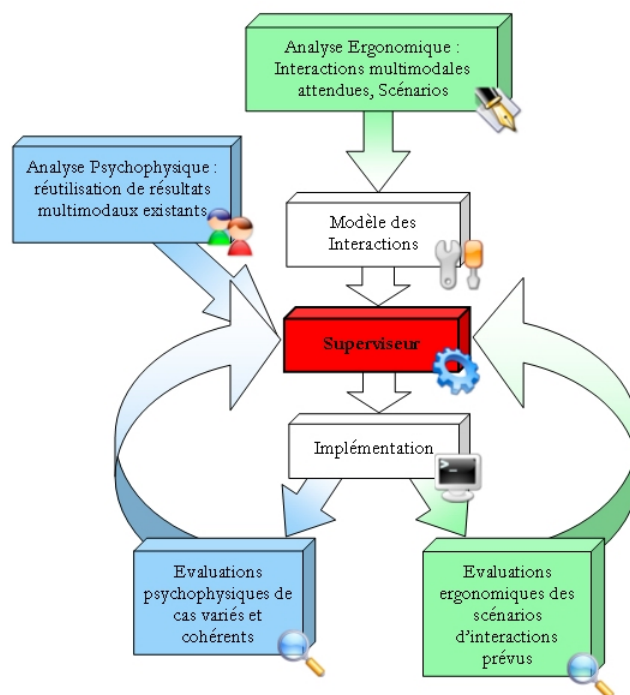 Analyse Ergonomique :
Interactions multimodales
attendues, Scénarios
Analyse Psychophysique :
réutilisation de résultats
multimodaux existants
Modèle des
Interactions
Superviseur
Implémentation
>_
Evaluations
psychophysiques de
cas variés et
cohérents
Evaluations
ergonomiques des
scénarios
d'interactions
prévus